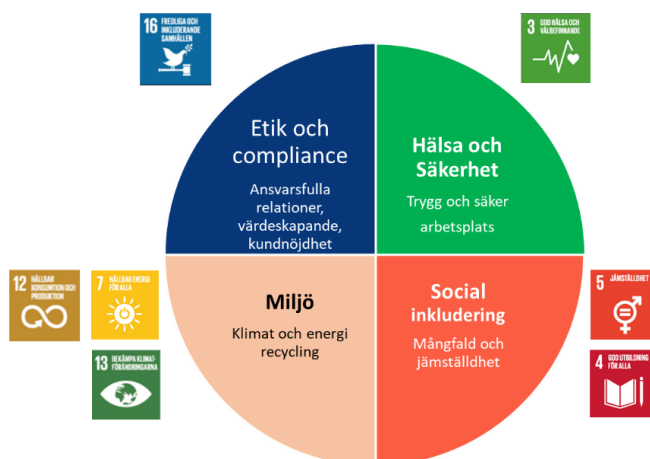 16 FREDLIGA OCH
INKLUDERANDE
SAMHÄLLEN
3 GOD HÄLSA OCH
VÄLBEFINNANDE
Etik och
compliance
Ansvarsfulla
relationer,
värdeskapande,
kundnöjdhet
Hälsa och
Säkerhet
Trygg och säker
arbetsplats
12 HÅLLBAR
KONSUMTION OCH
PRODUKTION
7 HÅLLBAR ENERGI
FÖR ALLA
13 BEKÄMPA KLIMAT-
FÖRÄNDRINGARNA
Miljö
Klimat och energi
recycling
Social
inkludering
Mångfald och
jämställdhet
5 JÄMSTÄLLDHET
4 GOD UTBILDNING
FÖR ALLA